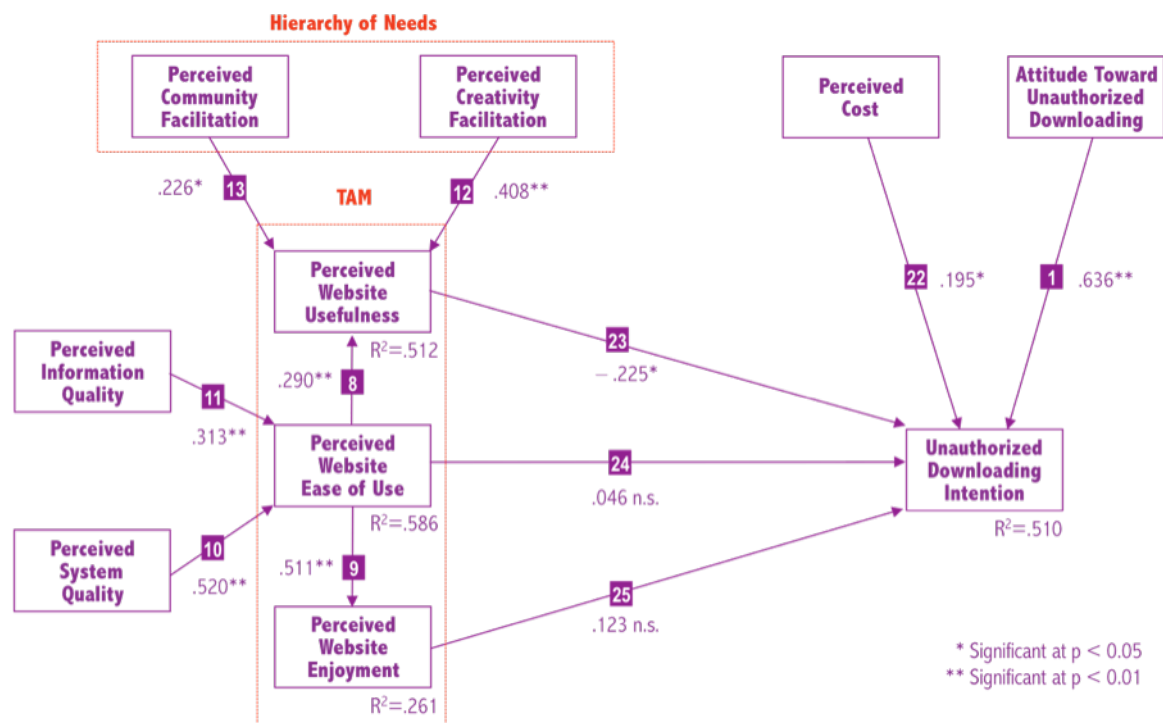 Hierarchy of Needs
Perceived
Community
Facilitation
Perceived
Creativity
Facilitation
Perceived
Cost
Attitude Toward
Unauthorized
Downloading
.226*
13
12
.408**
TAM
22
.195*
1
.636**
Perceived
Website
Usefulness
R²=.512
23
– .225*
Perceived
Information
Quality
11
.313**
.290**
8
Perceived
Website
Ease of Use
R²=.586
24
.046 n.s.
Unauthorized
Downloading
Intention
R²=.510
Perceived
System
Quality
10
.520**
.511**
9
25
.123 n.s.
Perceived
Website
Enjoyment
R²=.261
* Significant at p < 0.05
** Significant at p < 0.01